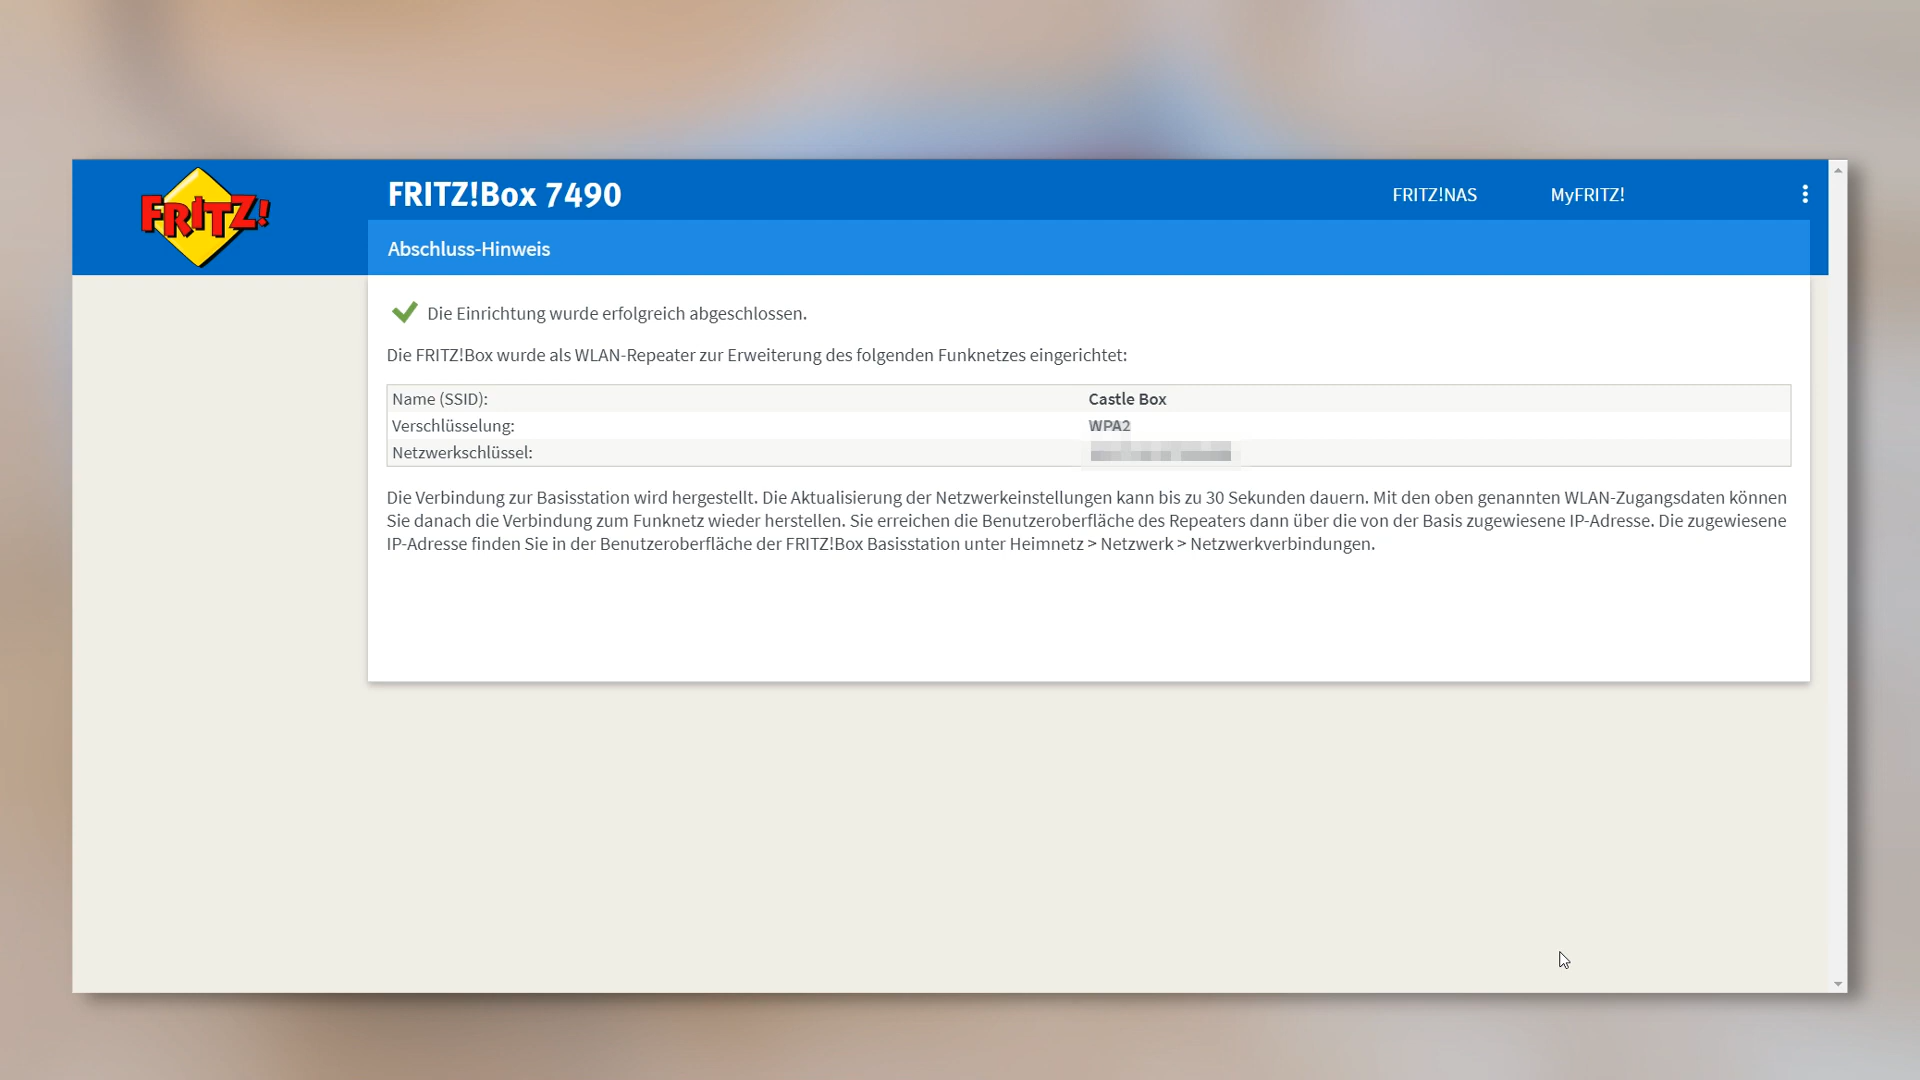 FRITZ!
FRITZ!Box 7490
FRITZ!NAS
MyFRITZ!
Abschluss-Hinweis
Die Einrichtung wurde erfolgreich abgeschlossen.
Die FRITZ!Box wurde als WLAN-Repeater zur Erweiterung des folgenden Funknetzes eingerichtet:
Name (SSID): Castle Box
Verschlüsselung: WPA2
Netzwerkschlüssel:
Die Verbindung zur Basisstation wird hergestellt. Die Aktualisierung der Netzwerkeinstellungen kann bis zu 30 Sekunden dauern. Mit den oben genannten WLAN-Zugangsdaten können
Sie danach die Verbindung zum Funknetz wieder herstellen. Sie erreichen die Benutzeroberfläche des Repeaters dann über die von der Basis zugewiesene IP-Adresse. Die zugewiesene
IP-Adresse finden Sie in der Benutzeroberfläche der FRITZ!Box Basisstation unter Heimnetz > Netzwerk > Netzwerkverbindungen.